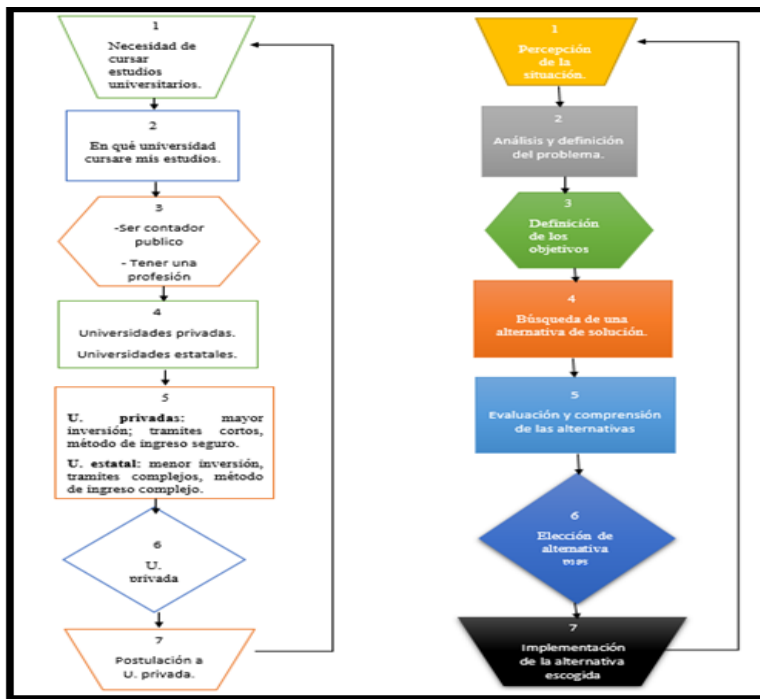 1
Necesidad de
cursar
estudios
universitarios.
2
En qué universidad
cursare mis estudios.
3
-Ser contador
publico
- Tener una
profesión
4
Universidades privadas.
Universidades estatales.
5
U. privadas: mayor
inversión; tramites cortos,
método de ingreso seguro.
U. estatal: menor inversión,
tramites complejos, método
de ingreso complejo.
6
U.
privada
7
Postulación a
U. privada.
1
Percepción
de la
situación.
2
Análisis y definición
del problema.
3
Definición
de los
objetivos
4
Búsqueda de una
alternativa de solución.
5
Evaluación y comprensión
de las alternativas
6
Elección de
alternativa
7
Implementación
de la alternativa
escogida